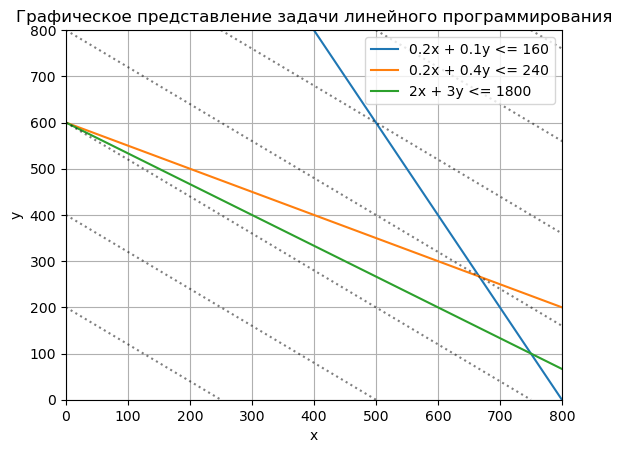 Графическое представление задачи линейного программирования
800
700
600
500
400
300
200
100
0
y
0.2x + 0.1y <= 160
0.2x + 0.4y <= 240
2x + 3y <= 1800
0 100 200 300 400 500 600 700 800
x